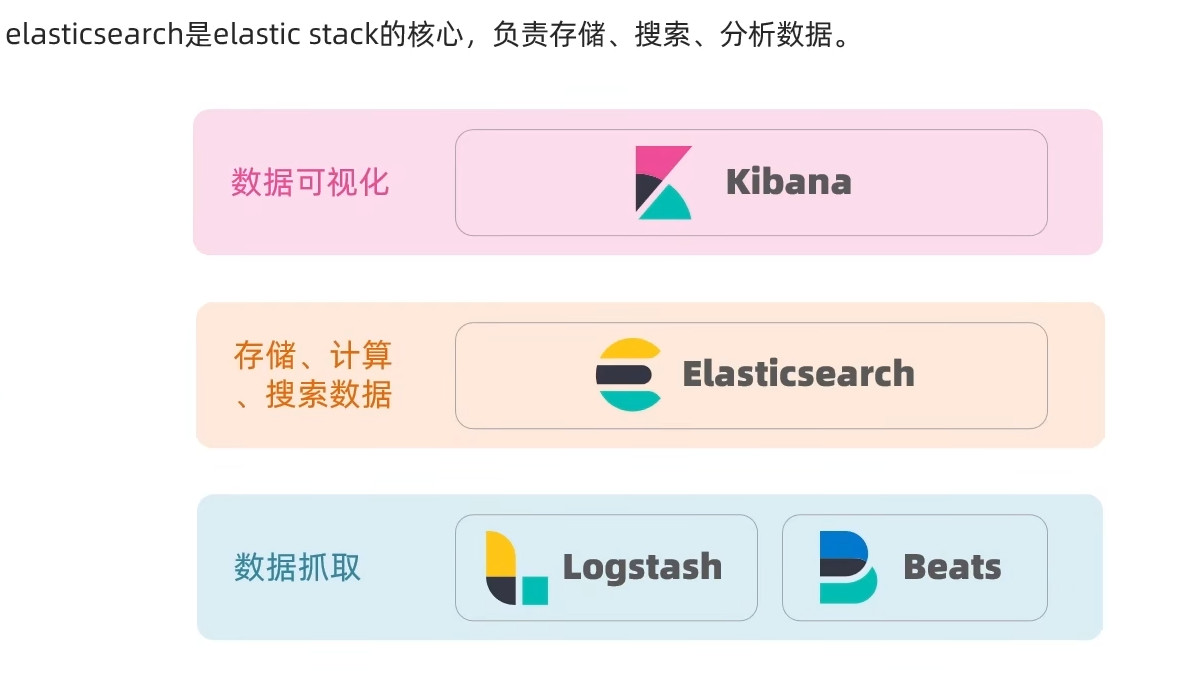 elasticsearch是elastic stack的核心，负责存储、搜索、分析数据。
数据可视化
Kibana
存储、计算
、搜索数据
Elasticsearch
数据抓取
Logstash
Beats